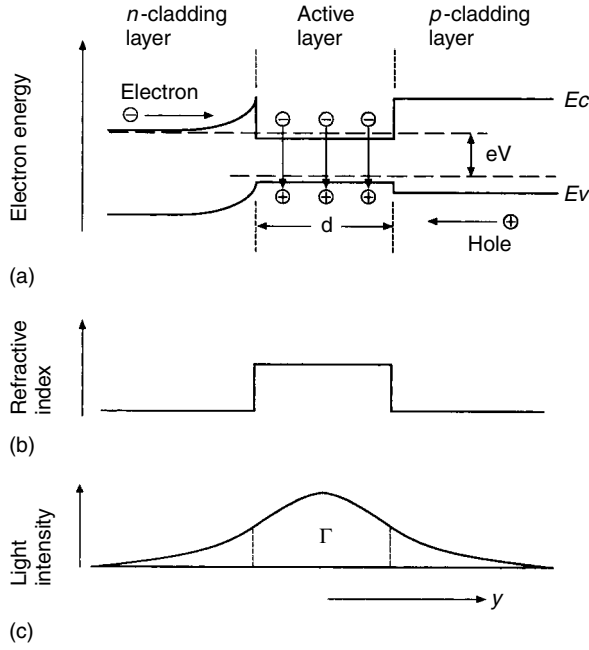 n-cladding layer
Active layer
p-cladding layer
Electron energy
⊖ Electron
⊖ ⊖ ⊖
Ec
eV
⊕ ⊕ ⊕
Ev
d
⊕
Hole
(a)
Refractive index
(b)
Light intensity
Γ
y
(c)